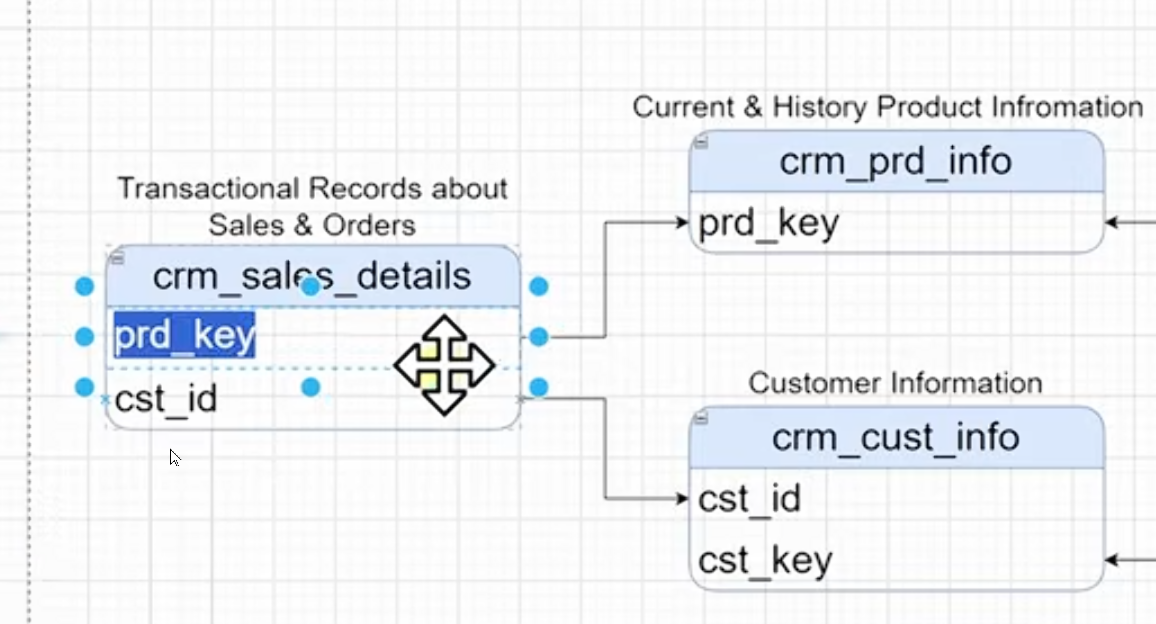 Transactional Records about
Sales & Orders
crm_sales_details
prd_key
cst_id
Current & History Product Infromation
crm_prd_info
prd_key
Customer Information
crm_cust_info
cst_id
cst_key